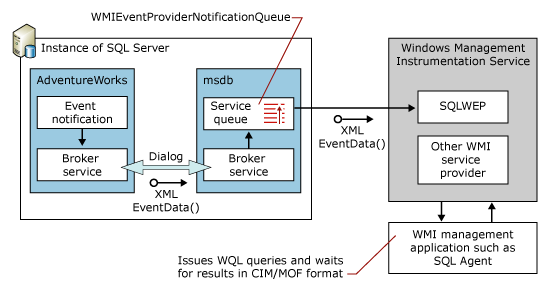 WMIEventProviderNotificationQueue
Instance of SQL Server
AdventureWorks
Event
notification
Broker
service
Dialog
XML
EventData()
msdb
Service
queue
Broker
service
XML
EventData()
Windows Management
Instrumentation Service
SQLWEP
Other WMI
service
provider
WMI management
application such as
SQL Agent
Issues WQL queries and waits
for results in CIM/MOF format